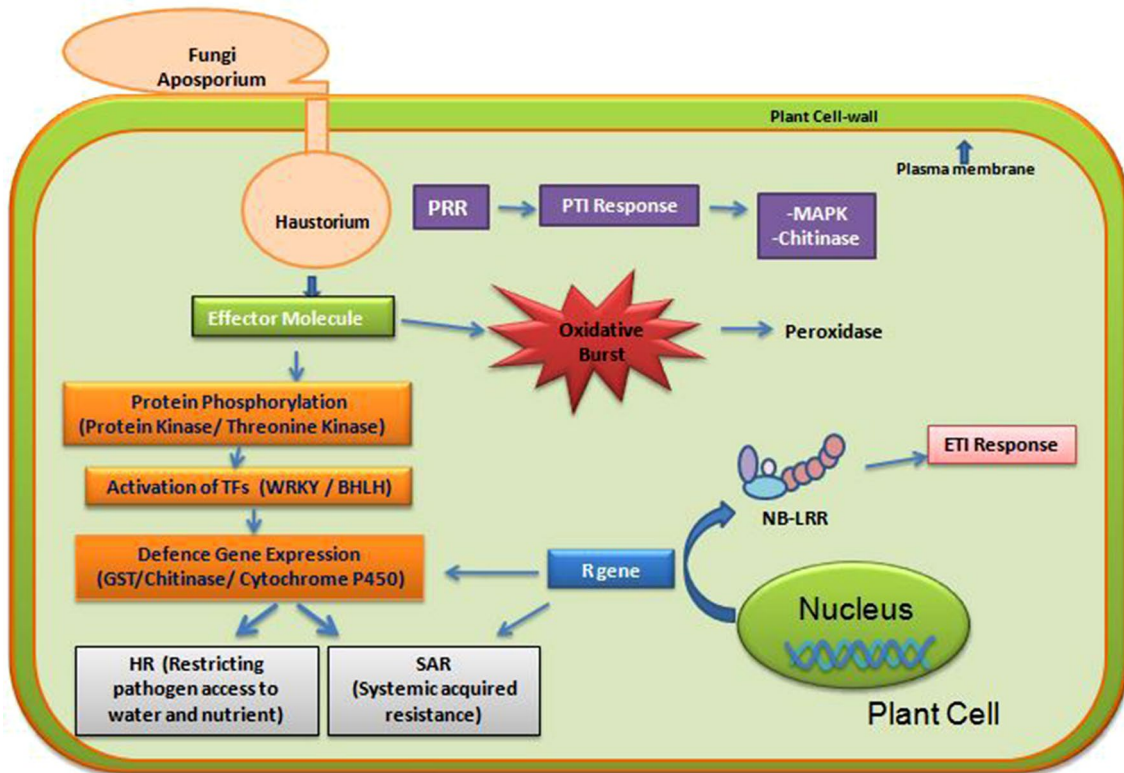 Fungi
Aposporium
Plant Cell-wall
Plasma membrane
Haustorium
PRR
PTI Response
-MAPK
-Chitinase
Effector Molecule
Oxidative
Burst
Peroxidase
Protein Phosphorylation
(Protein Kinase/ Threonine Kinase)
Activation of TFs (WRKY / BHLH)
Defence Gene Expression
(GST/Chitinase/ Cytochrome P450)
HR (Restricting
pathogen access to
water and nutrient)
SAR
(Systemic acquired
resistance)
R gene
NB-LRR
ETI Response
Nucleus
Plant Cell